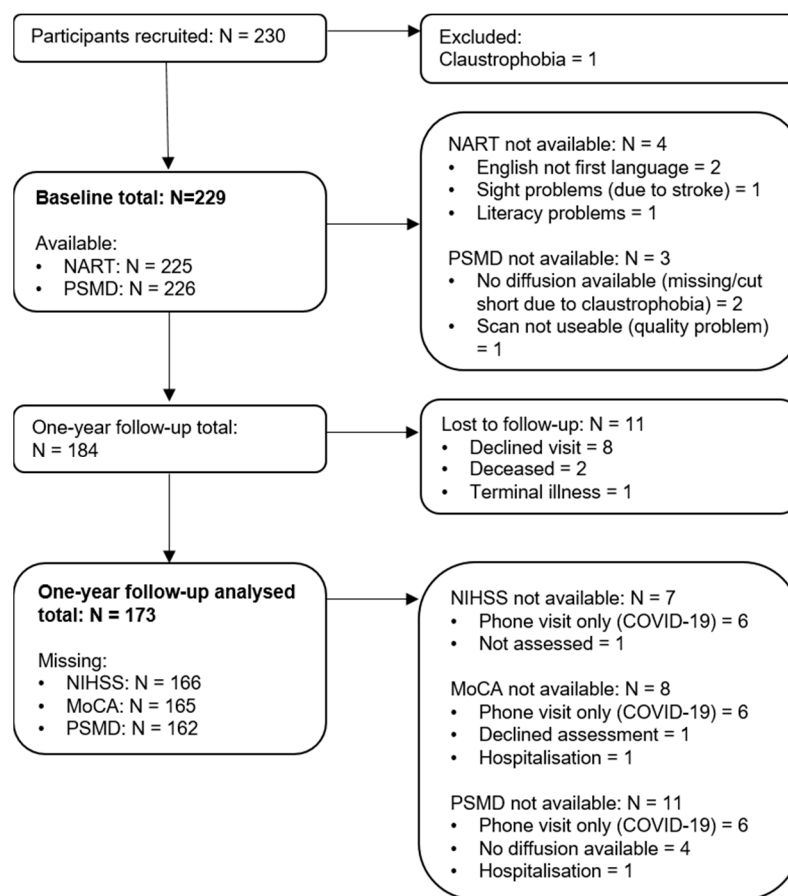 Participants recruited: N = 230
Excluded:
Claustrophobia = 1
NART not available: N = 4
• English not first language = 2
• Sight problems (due to stroke) = 1
• Literacy problems = 1
PSMD not available: N = 3
• No diffusion available (missing/cut
short due to claustrophobia) = 2
• Scan not useable (quality problem)
= 1
Baseline total: N=229
Available:
• NART: N = 225
• PSMD: N = 226
One-year follow-up total:
N = 184
Lost to follow-up: N = 11
• Declined visit = 8
• Deceased = 2
• Terminal illness = 1
One-year follow-up analysed
total: N = 173
Missing:
• NIHSS: N = 166
• MoCA: N = 165
• PSMD: N = 162
NIHSS not available: N = 7
• Phone visit only (COVID-19) = 6
• Not assessed = 1
MoCA not available: N = 8
• Phone visit only (COVID-19) = 6
• Declined assessment = 1
• Hospitalisation = 1
PSMD not available: N = 11
• Phone visit only (COVID-19) = 6
• No diffusion available = 4
• Hospitalisation = 1